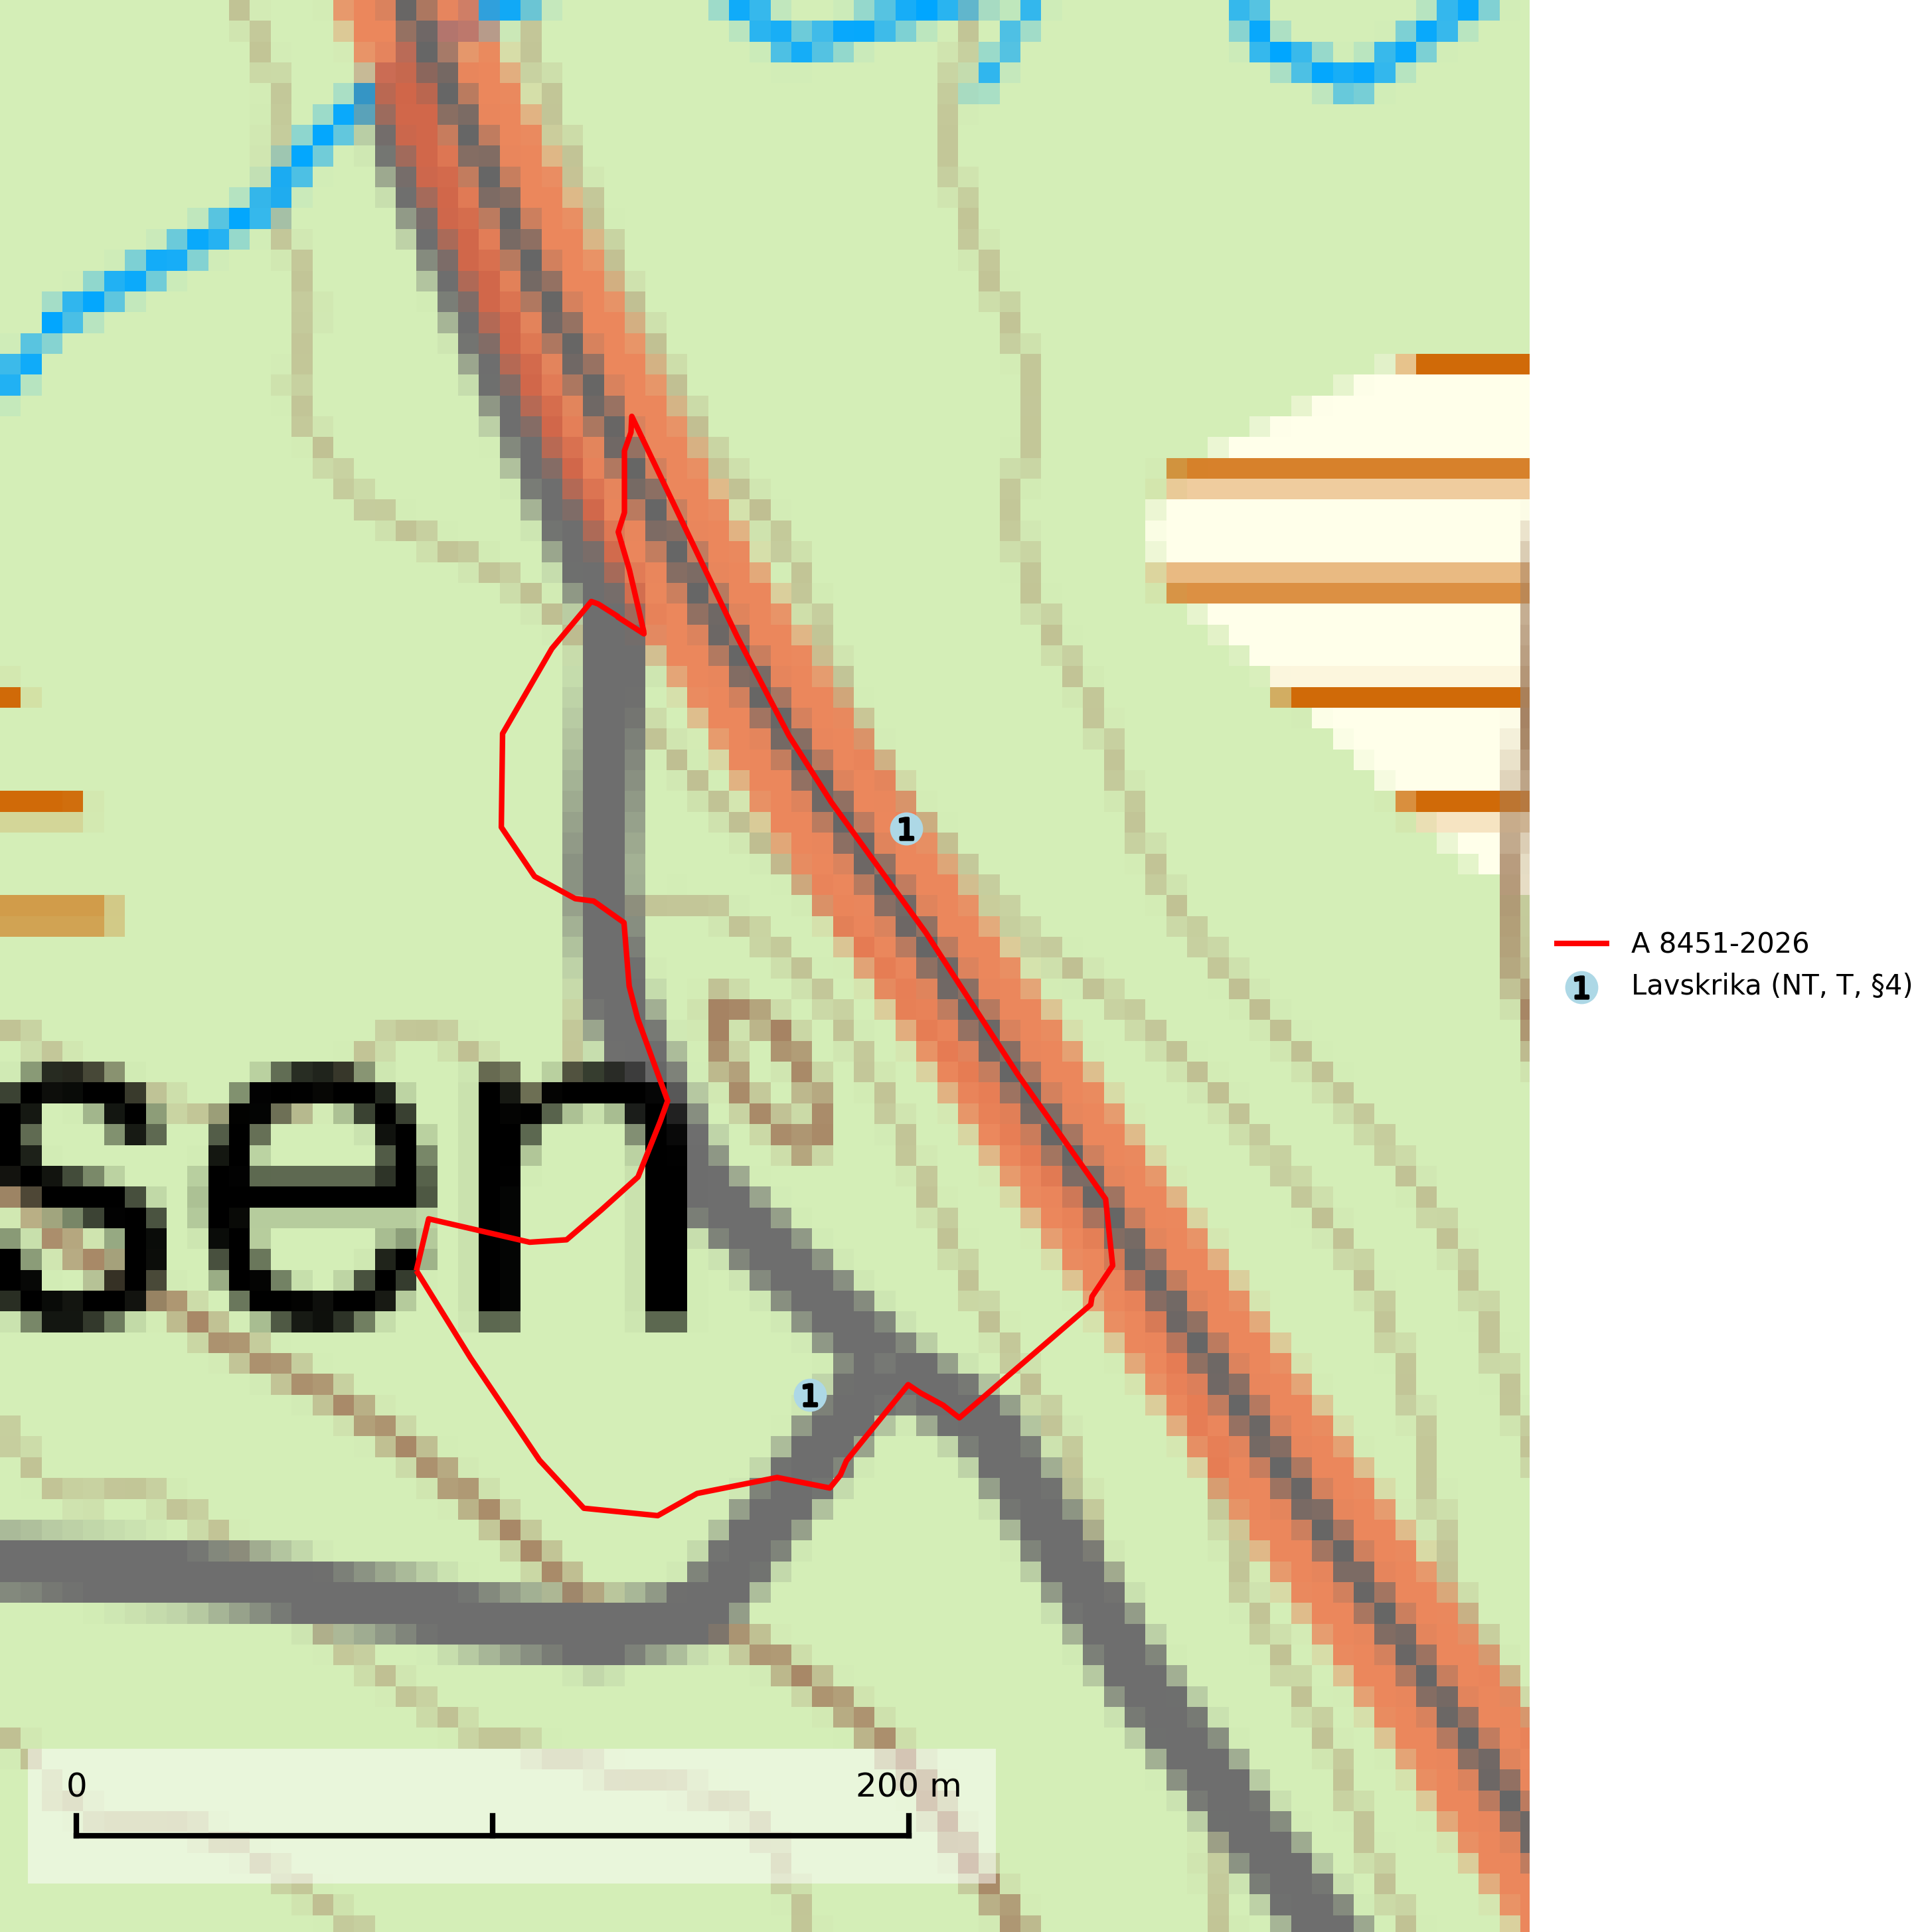 1
A 8451-2026
1 Lavskrika (NT, T, §4)
sen
1
0 200 m